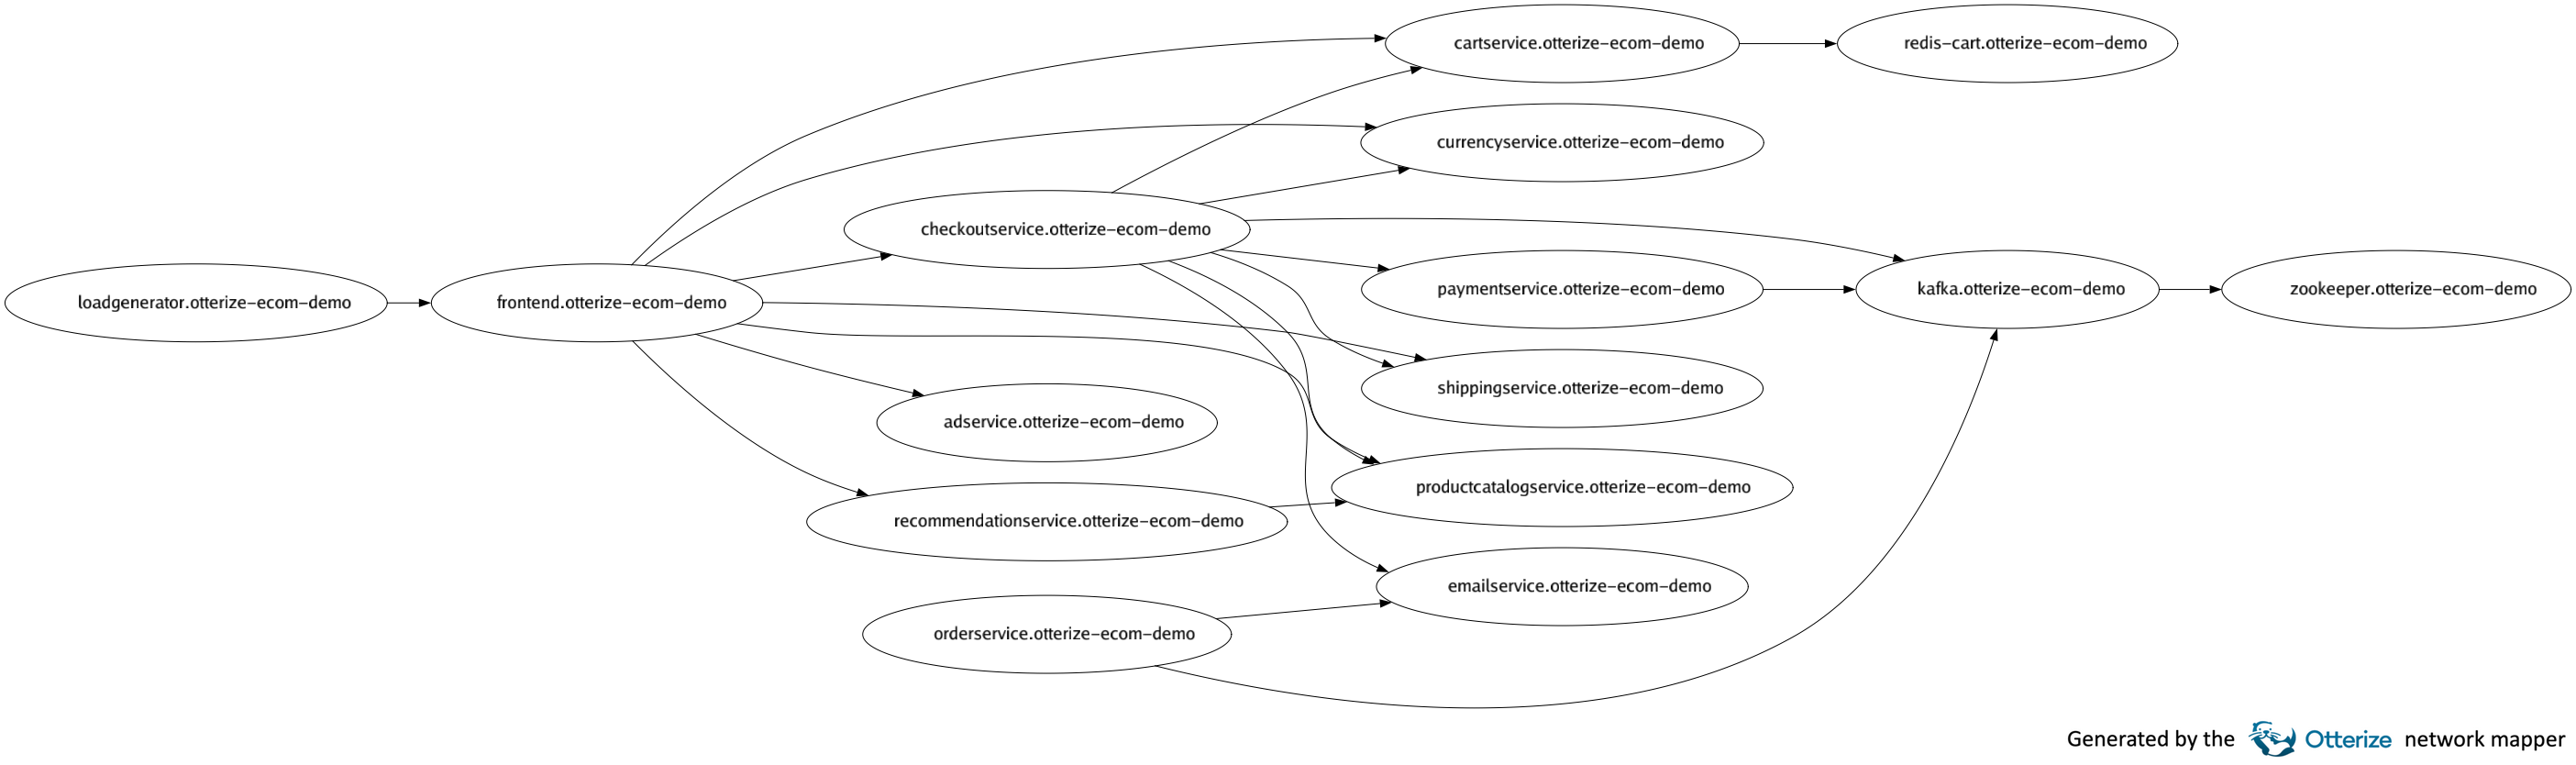 cartservice.otterize-ecom-demo
redis-cart.otterize-ecom-demo
currencyservice.otterize-ecom-demo
checkoutservice.otterize-ecom-demo
loadgenerator.otterize-ecom-demo
frontend.otterize-ecom-demo
paymentservice.otterize-ecom-demo
kafka.otterize-ecom-demo
zookeeper.otterize-ecom-demo
shippingservice.otterize-ecom-demo
adservice.otterize-ecom-demo
productcatalogservice.otterize-ecom-demo
recommendationservice.otterize-ecom-demo
emailservice.otterize-ecom-demo
orderservice.otterize-ecom-demo
Generated by the Otterize network mapper